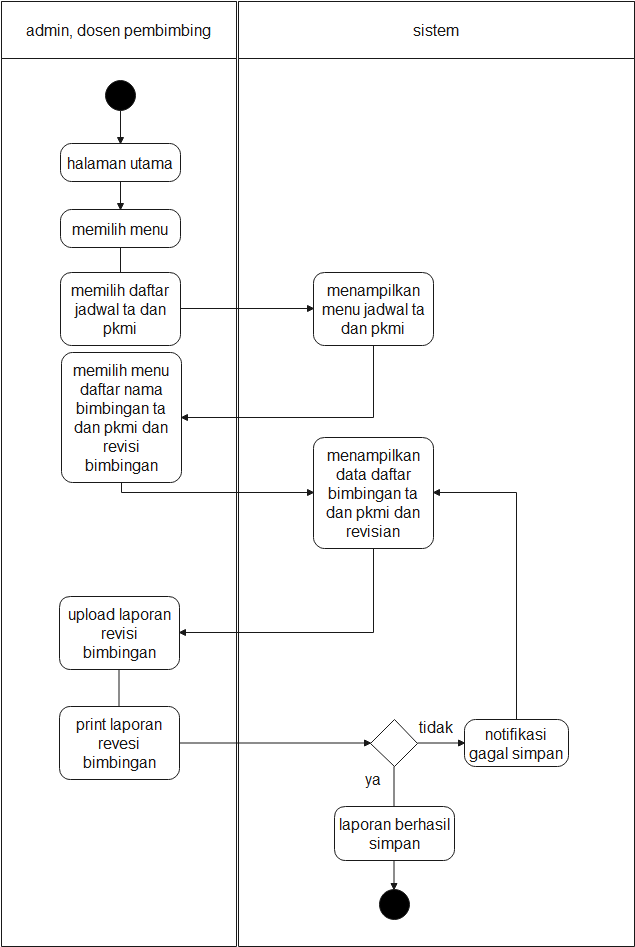 admin, dosen pembimbing
sistem
halaman utama
memilih menu
memilih daftar
jadwal ta dan
pkmi
menampilkan
menu jadwal ta
dan pkmi
memilih menu
daftar nama
bimbingan ta
dan pkmi dan
revisi
bimbingan
menampilkan
data daftar
bimbingan ta
dan pkmi dan
revisian
upload laporan
revisi
bimbingan
print laporan
revesi
bimbingan
tidak
notifikasi
gagal simpan
ya
laporan berhasil
simpan